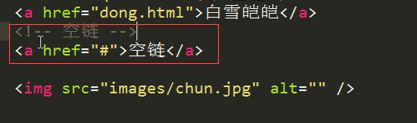 <a href="dong.html">白雪皑皑</a>
<!-- 空链 -->
<a href="#">空链</a>
<img src="images/chun.jpg" alt="" />